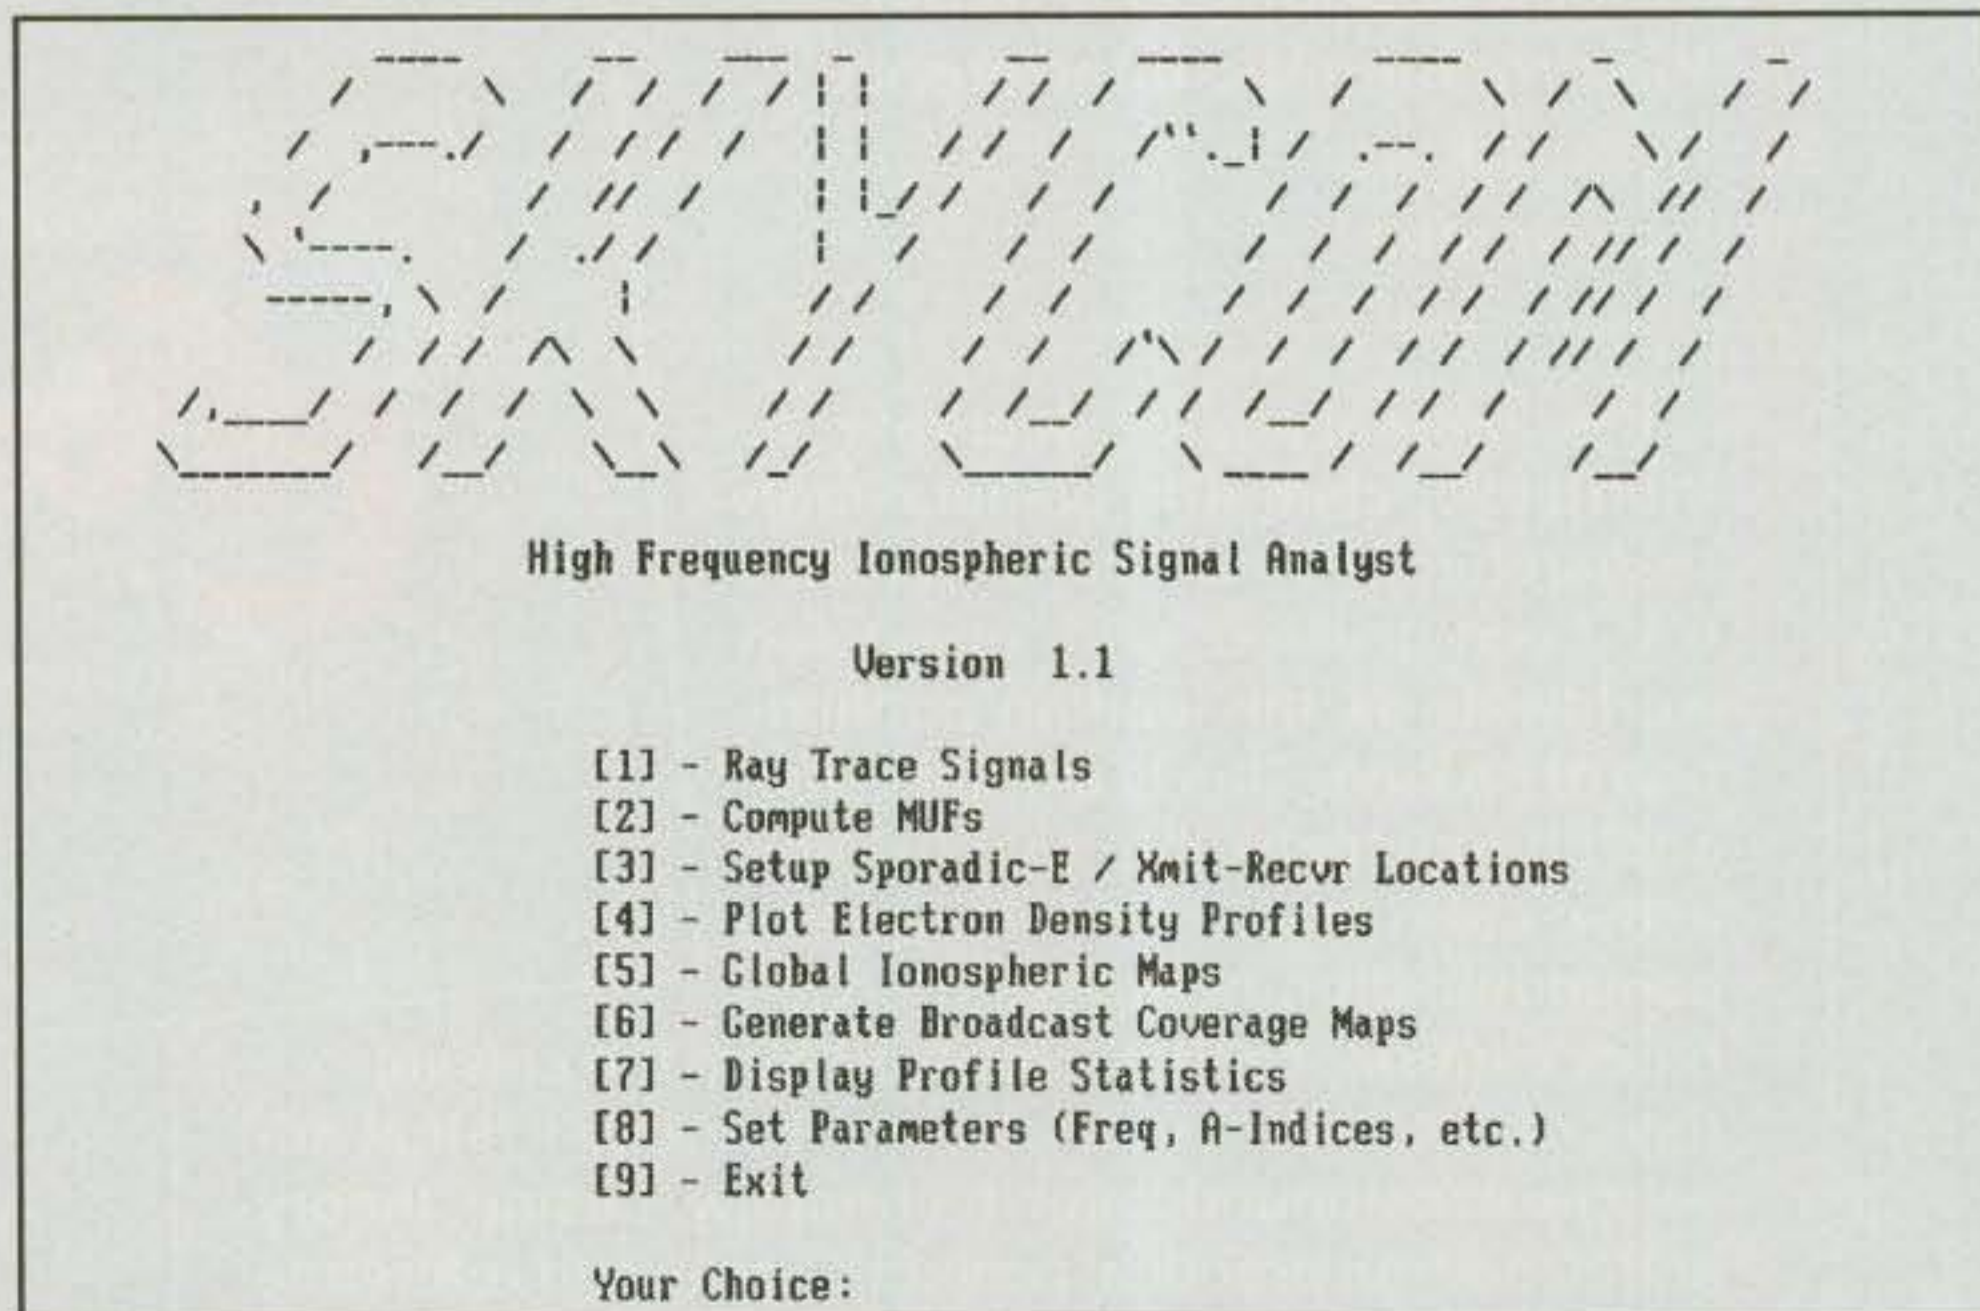 SKYCOM
High Frequency Ionospheric Signal Analyst
Version 1.1
[1] - Ray Trace Signals
[2] - Compute MUFs
[3] - Setup Sporadic-E / Xmit-Recvr Locations
[4] - Plot Electron Density Profiles
[5] - Global Ionospheric Maps
[6] - Generate Broadcast Coverage Maps
[7] - Display Profile Statistics
[8] - Set Parameters (Freq, A-Indices, etc.)
[9] - Exit
Your Choice: